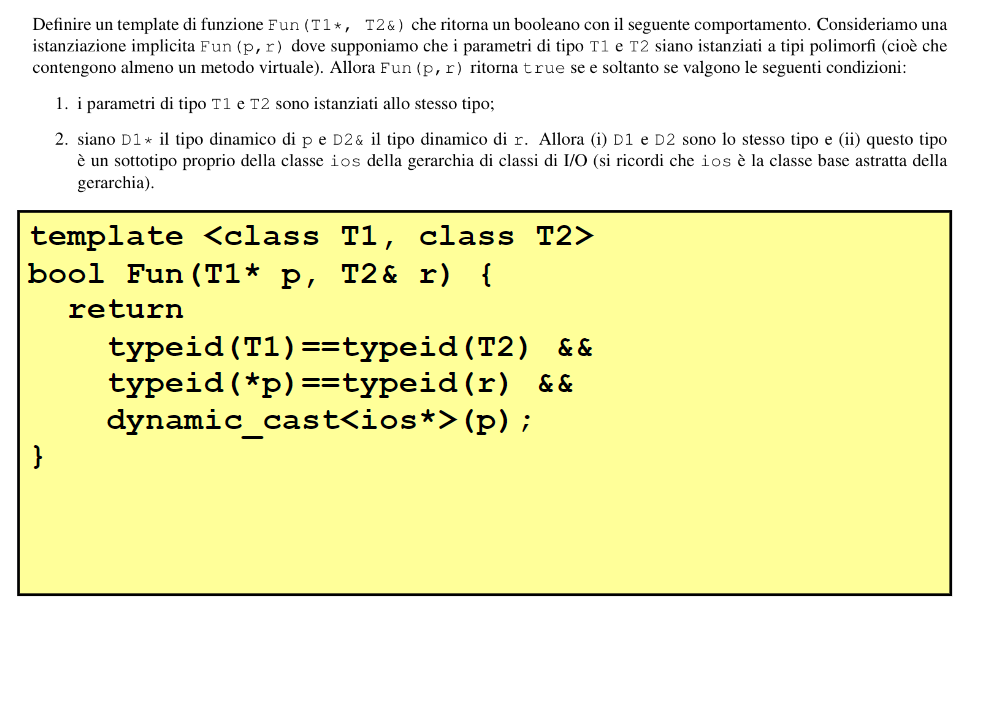 Definire un template di funzione Fun(T1*, T2&) che ritorna un booleano con il seguente comportamento. Consideriamo una
istanziazione implicita Fun(p,r) dove supponiamo che i parametri di tipo T1 e T2 siano istanziati a tipi polimorfi (cioè che
contengono almeno un metodo virtuale). Allora Fun(p,r) ritorna true se e soltanto se valgono le seguenti condizioni:
1. i parametri di tipo T1 e T2 sono istanziati allo stesso tipo;
2. siano D1* il tipo dinamico di p e D2& il tipo dinamico di r. Allora (i) D1 e D2 sono lo stesso tipo e (ii) questo tipo
è un sottotipo proprio della classe ios della gerarchia di classi di I/O (si ricordi che ios è la classe base astratta della
gerarchia).
template <class T1, class T2>
bool Fun(T1* p, T2& r) {
return
typeid(T1)==typeid(T2) &&
typeid(*p)==typeid(r) &&
dynamic_cast<ios*>(p);
}